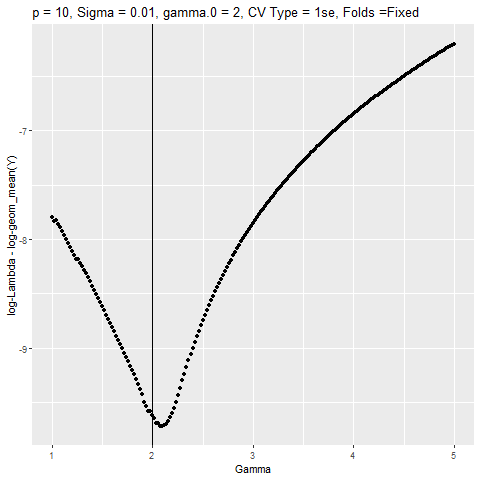 p = 10, Sigma = 0.01, gamma.0 = 2, CV Type = 1se, Folds =Fixed
log-Lambda - log-geom_mean(Y)
-7
-8
-9
1 2 3 4 5
Gamma